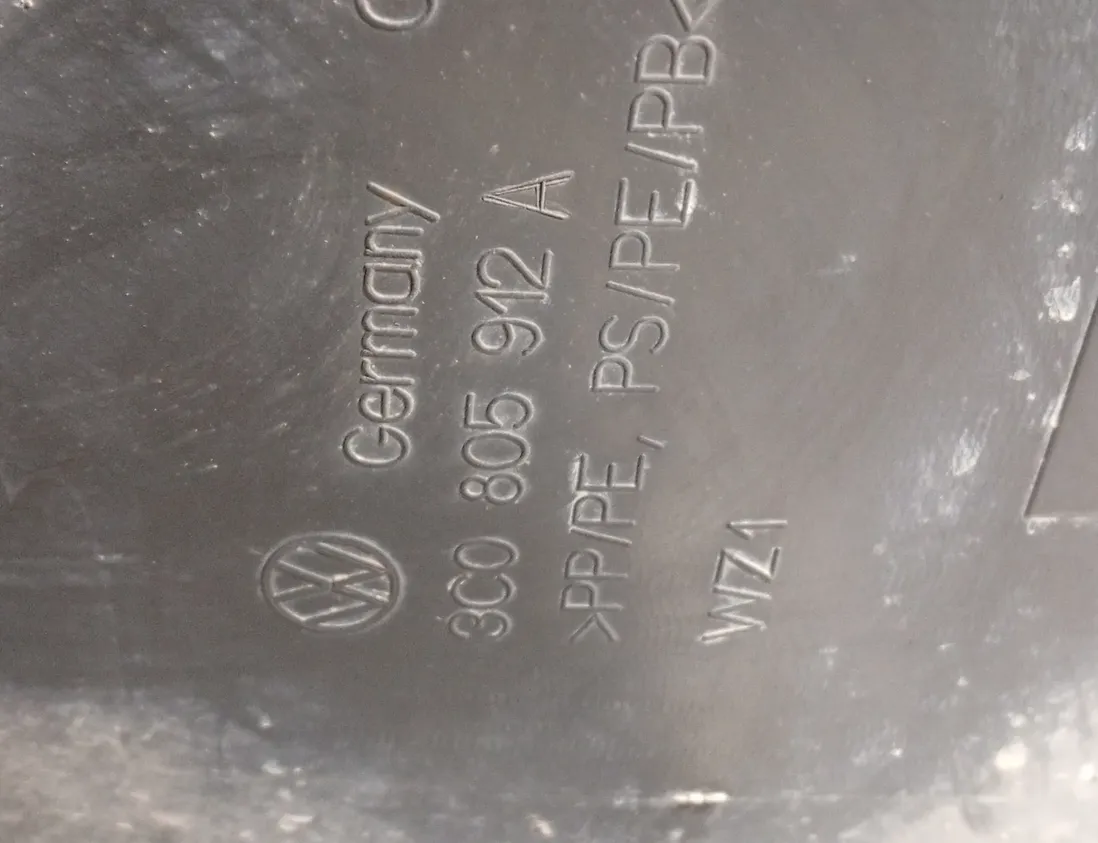 Germany
3C0 805 912 A
>PP/PE, PS/PE/PB<
WZ1